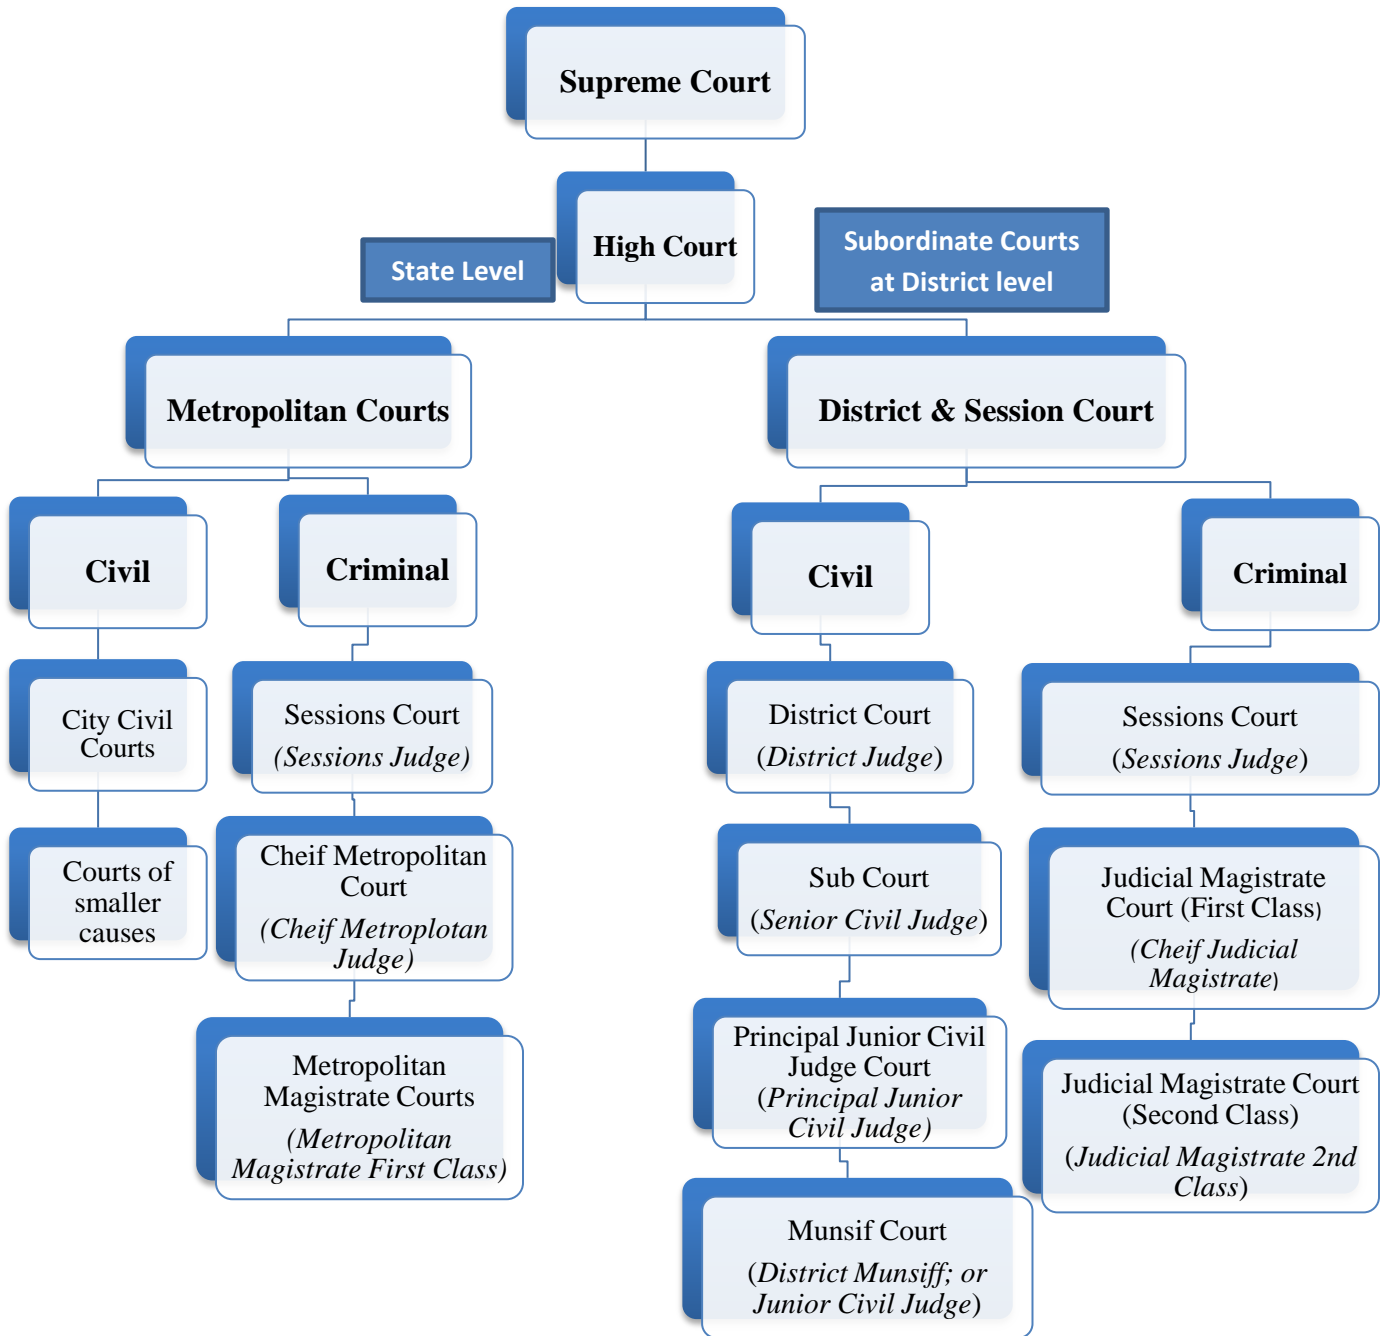 Supreme Court
High Court
State Level
Subordinate Courts
at District level
Metropolitan Courts
District & Session Court
Civil
Criminal
Civil
Criminal
City Civil
Courts
Sessions Court
(Sessions Judge)
District Court
(District Judge)
Sessions Court
(Sessions Judge)
Courts of
smaller
causes
Cheif Metropolitan
Court
(Cheif Metroplotan
Judge)
Sub Court
(Senior Civil Judge)
Judicial Magistrate
Court (First Class)
(Cheif Judicial
Magistrate)
Metropolitan
Magistrate Courts
(Metropolitan
Magistrate First Class)
Principal Junior Civil
Judge Court
(Principal Junior
Civil Judge)
Judicial Magistrate Court
(Second Class)
(Judicial Magistrate 2nd
Class)
Munsif Court
(District Munsiff; or
Junior Civil Judge)